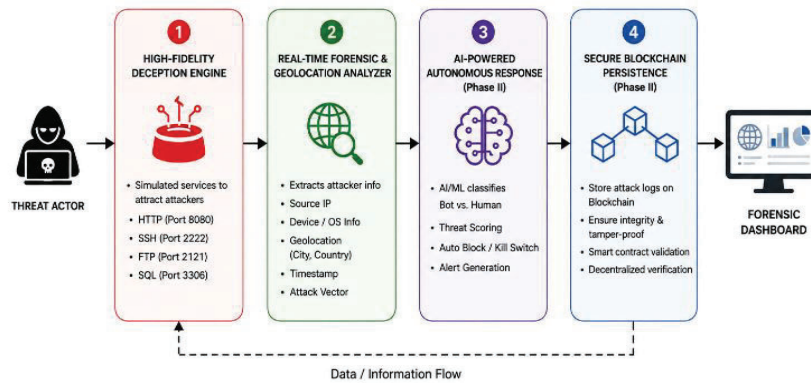 1
HIGH-FIDELITY
DECEPTION ENGINE
• Simulated services to
attract attackers
• HTTP (Port 8080)
• SSH (Port 2222)
• FTP (Port 2121)
• SQL (Port 3306)
2
REAL-TIME FORENSIC &
GEOLOCATION ANALYZER
• Extracts attacker info
• Source IP
• Device / OS Info
• Geolocation
(City, Country)
• Timestamp
• Attack Vector
3
AI-POWERED
AUTONOMOUS RESPONSE
(Phase II)
• AI/ML classifies
Bot vs. Human
• Threat Scoring
• Auto Block / Kill Switch
• Alert Generation
4
SECURE BLOCKCHAIN
PERSISTENCE
(Phase II)
• Store attack logs on
Blockchain
• Ensure integrity &
tamper-proof
• Smart contract validation
• Decentralized verification
THREAT ACTOR
FORENSIC
DASHBOARD
Data / Information Flow